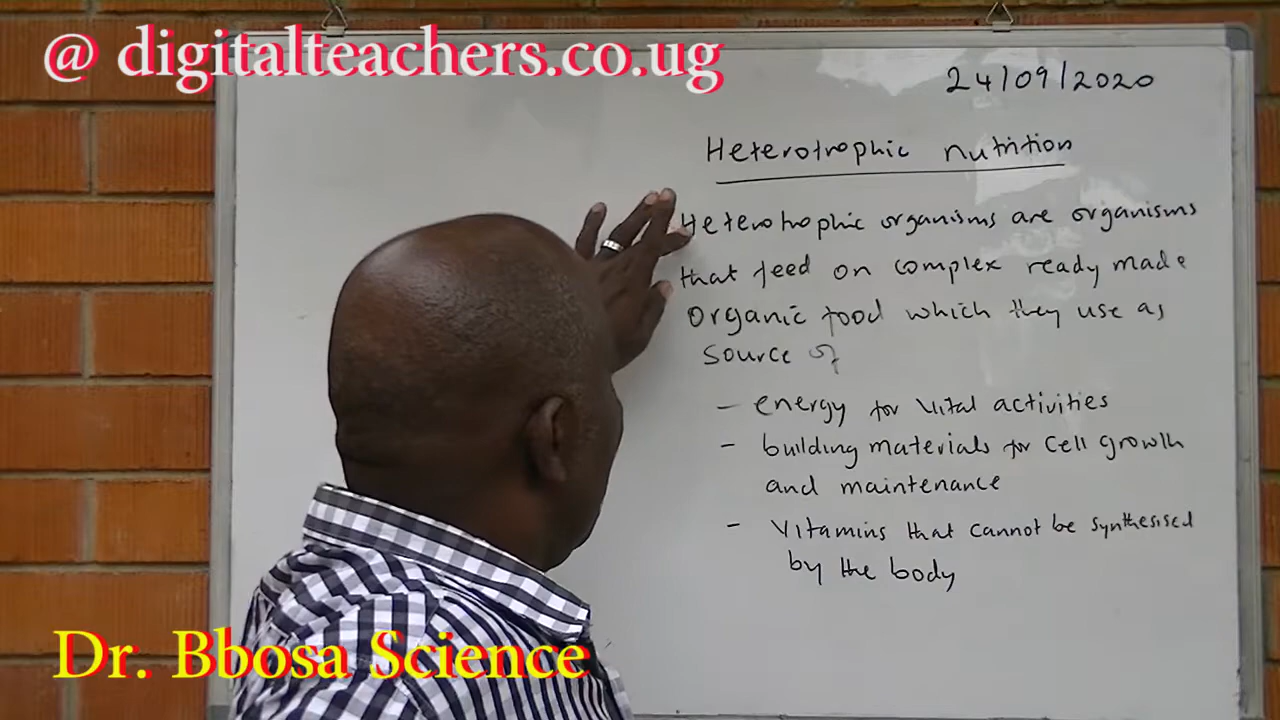 @ digitalteachers.co.ug
24/09/2020
Heterotrophic nutrition
Heterotrophic organisms are organisms
that feed on complex ready made
organic food which they use as
source of
- energy for vital activities
- building materials for cell growth
and maintenance
- vitamins that cannot be synthesised
by the body
Dr. Bbosa Science